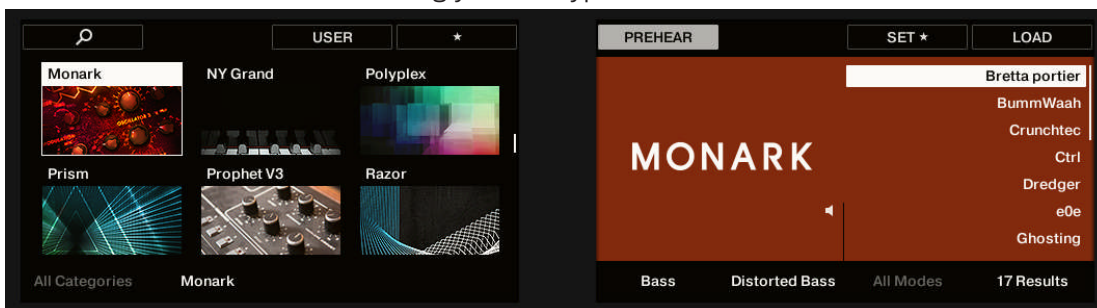 USER ★
Monark NY Grand Polyplex
Prism Prophet V3 Razor
All Categories Monark
PREHEAR SET ★ LOAD
MONARK
Bretta portier
BummWaah
Crunchtec
Ctrl
Dredger
e0e
Ghosting
Bass Distorted Bass All Modes 17 Results